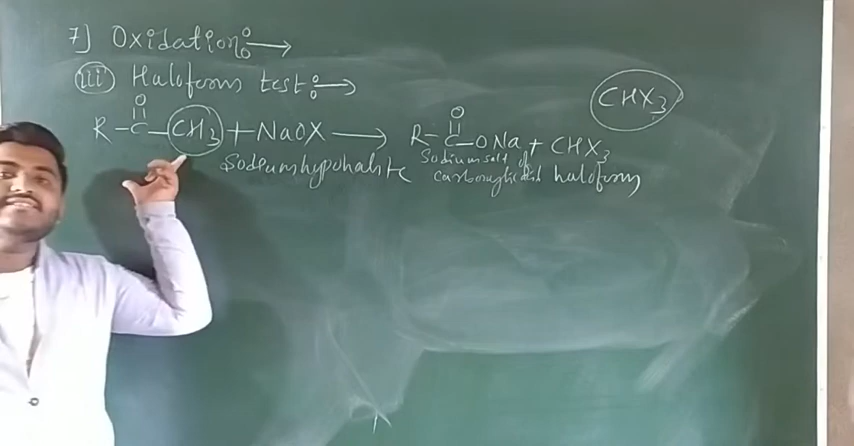 7] Oxidation :→
(iii) Haloform test :→
CHX3
O O
R-C-CH3 + NaOX → R-C-ONa + CHX3
Sodium hypohalite Sodium salt of haloform
carboxylic acid